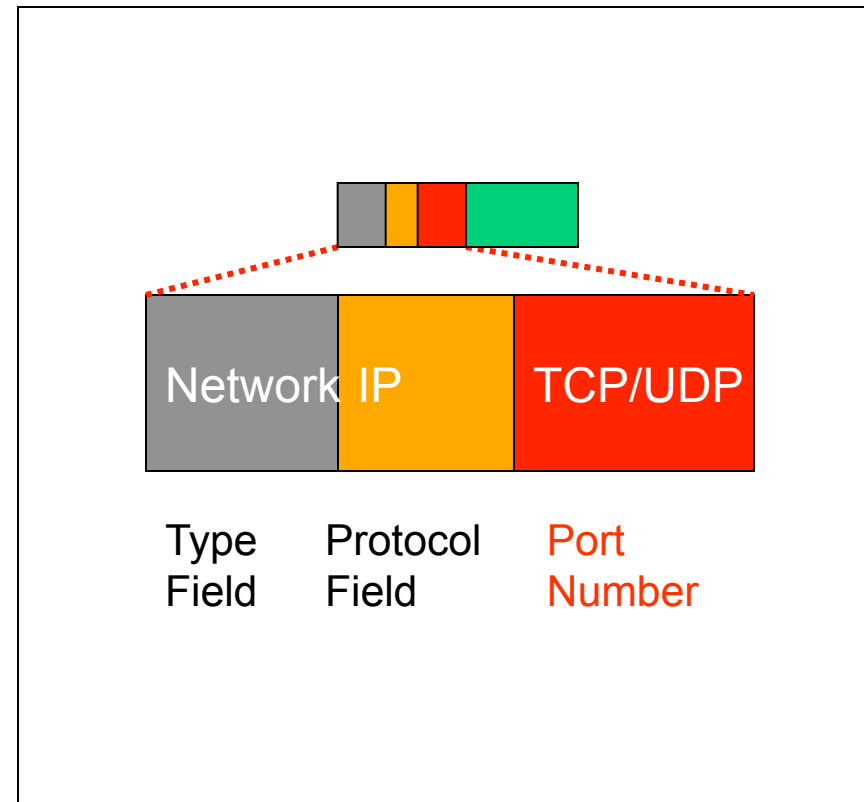 Network IP TCP/UDP
Type Protocol Port
Field Field Number